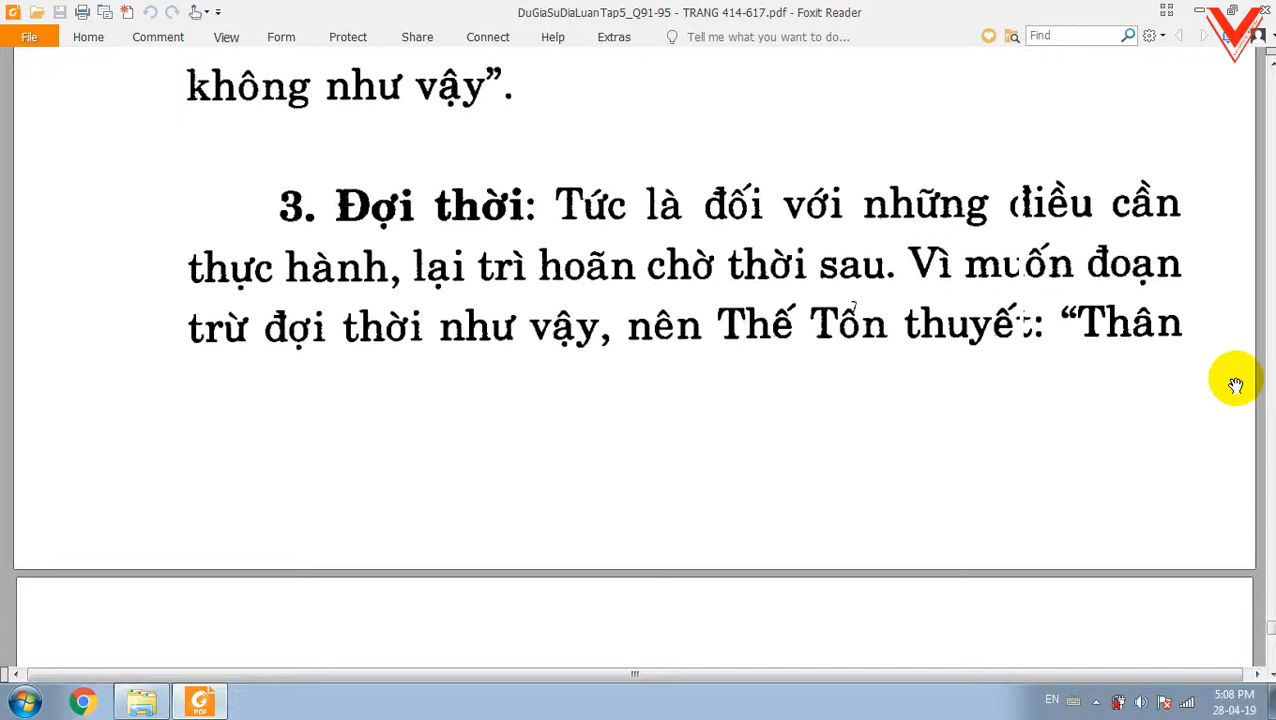 DuGiaSuDiaLuanTap5_Q91-95 - TRANG 414-617.pdf - Foxit Reader
File Home Comment View Form Protect Share Connect Help Extras Tell me what you want to do... Find
không như vậy”.
3. Đợi thời: Tức là đối với những điều cần
thực hành, lại trì hoãn chờ thời sau. Vì muốn đoạn
trừ đợi thời như vậy, nên Thế Tôn thuyết: “Thân
EN 5:08 PM
28-04-19